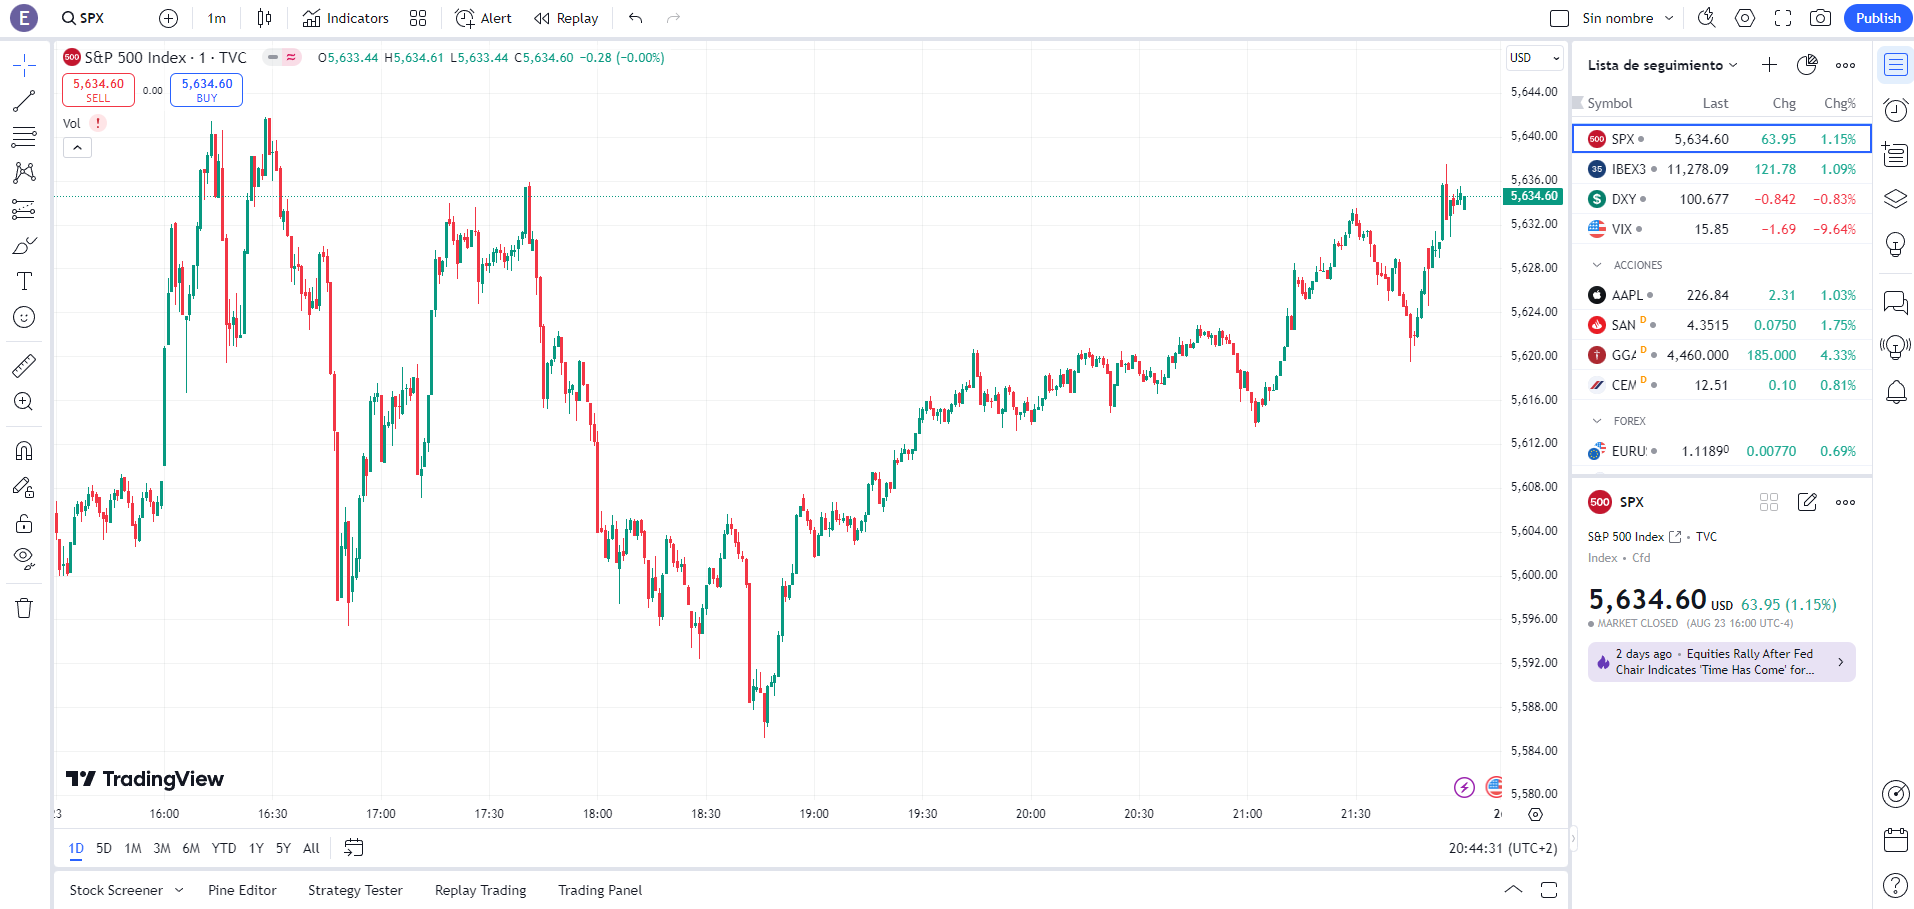 E
SPX
1m
Indicators
Alert
Replay
Sin nombre
Publish
500 S&P 500 Index · 1 · TVC O5,633.44 H5,634.61 L5,633.44 C5,634.60 −0.28 (−0.00%)
5,634.60 SELL
0.00
5,634.60 BUY
Vol !
USD
5,644.00
5,640.00
5,636.00
5,634.60
5,632.00
5,628.00
5,624.00
5,620.00
5,616.00
5,612.00
5,608.00
5,604.00
5,600.00
5,596.00
5,592.00
5,588.00
5,584.00
5,580.00
TradingView
16:00 16:30 17:00 17:30 18:00 18:30 19:00 19:30 20:00 20:30 21:00 21:30
1D 5D 1M 3M 6M YTD 1Y 5Y All
20:44:31 (UTC+2)
Stock Screener Pine Editor Strategy Tester Replay Trading Trading Panel
Lista de seguimiento
Symbol Last Chg Chg%
500 SPX 5,634.60 63.95 1.15%
35 IBEX3 11,278.09 121.78 1.09%
$ DXY 100.677 −0.842 −0.83%
VIX 15.85 −1.69 −9.64%
ACCIONES
AAPL 226.84 2.31 1.03%
SAN D 4.3515 0.0750 1.75%
GGA D 4,460.000 185.000 4.33%
CEM D 12.51 0.10 0.81%
FOREX
EURU 1.11890 0.00770 0.69%
500 SPX
S&P 500 Index • TVC
Index • Cfd
5,634.60 USD 63.95 (1.15%)
MARKET CLOSED (AUG 23 16:00 UTC-4)
2 days ago • Equities Rally After Fed
Chair Indicates 'Time Has Come' for...